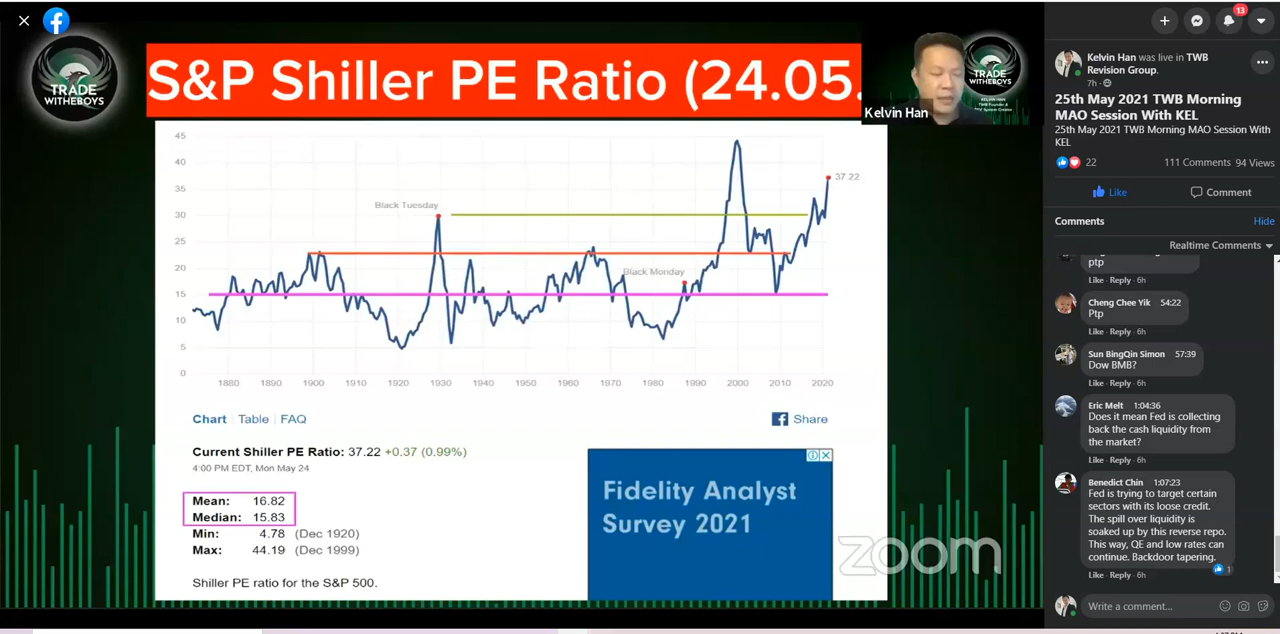 S&P Shiller PE Ratio (24.05.
TRADE
WITHEBOYS
TRADE
WITHEBOYS
Kelvin Han
45
40
35
30
25
20
15
10
5
0
Black Tuesday
Black Monday
37.22
1880 1890 1900 1910 1920 1930 1940 1950 1960 1970 1980 1990 2000 2010 2020
Chart Table FAQ
Share
Current Shiller PE Ratio: 37.22 +0.37 (0.99%)
4:00 PM EDT, Mon May 24
Mean: 16.82
Median: 15.83
Min: 4.78 (Dec 1920)
Max: 44.19 (Dec 1999)
Shiller PE ratio for the S&P 500.
Fidelity Analyst
Survey 2021
zoom
13
Kelvin Han was live in TWB
Revision Group.
7h
25th May 2021 TWB Morning
MAO Session With KEL
25th May 2021 TWB Morning MAO Session With
KEL
22
111 Comments 94 Views
Like
Comment
Comments
Hide
Realtime Comments
ptp
Like · Reply · 6h
Cheng Chee Yik 54:22
Ptp
Like · Reply · 6h
Sun BingQin Simon 57:39
Dow BMB?
Like · Reply · 6h
Eric Melt 1:04:36
Does it mean Fed is collecting
back the cash liquidity from
the market?
Like · Reply · 6h
Benedict Chin 1:07:23
Fed is trying to target certain
sectors with its loose credit.
The spill over liquidity is
soaked up by this reverse repo.
This way, QE and low rates can
continue. Backdoor tapering.
1
Like · Reply · 6h
Write a comment...